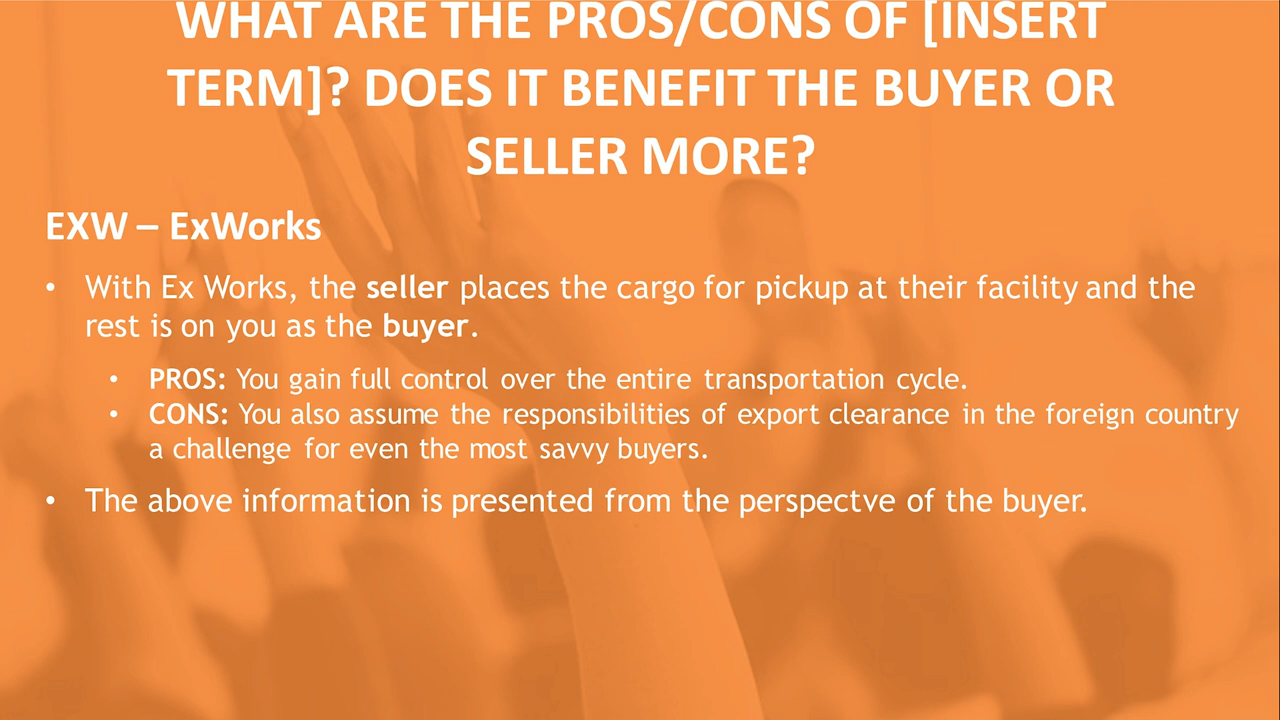 WHAT ARE THE PROS/CONS OF [INSERT
TERM]? DOES IT BENEFIT THE BUYER OR
SELLER MORE?
EXW – ExWorks
• With Ex Works, the seller places the cargo for pickup at their facility and the
rest is on you as the buyer.
• PROS: You gain full control over the entire transportation cycle.
• CONS: You also assume the responsibilities of export clearance in the foreign country
a challenge for even the most savvy buyers.
• The above information is presented from the perspectve of the buyer.